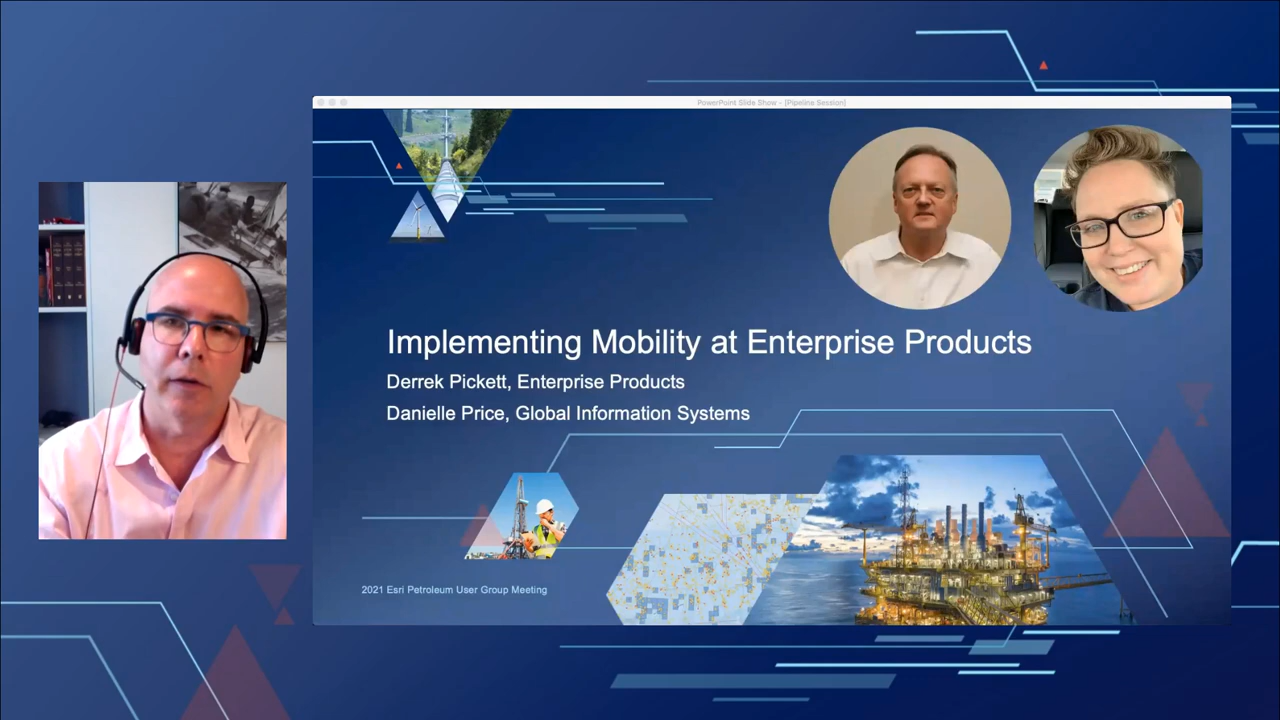 PowerPoint Slide Show - [Pipeline Session]
Implementing Mobility at Enterprise Products
Derrek Pickett, Enterprise Products
Danielle Price, Global Information Systems
2021 Esri Petroleum User Group Meeting